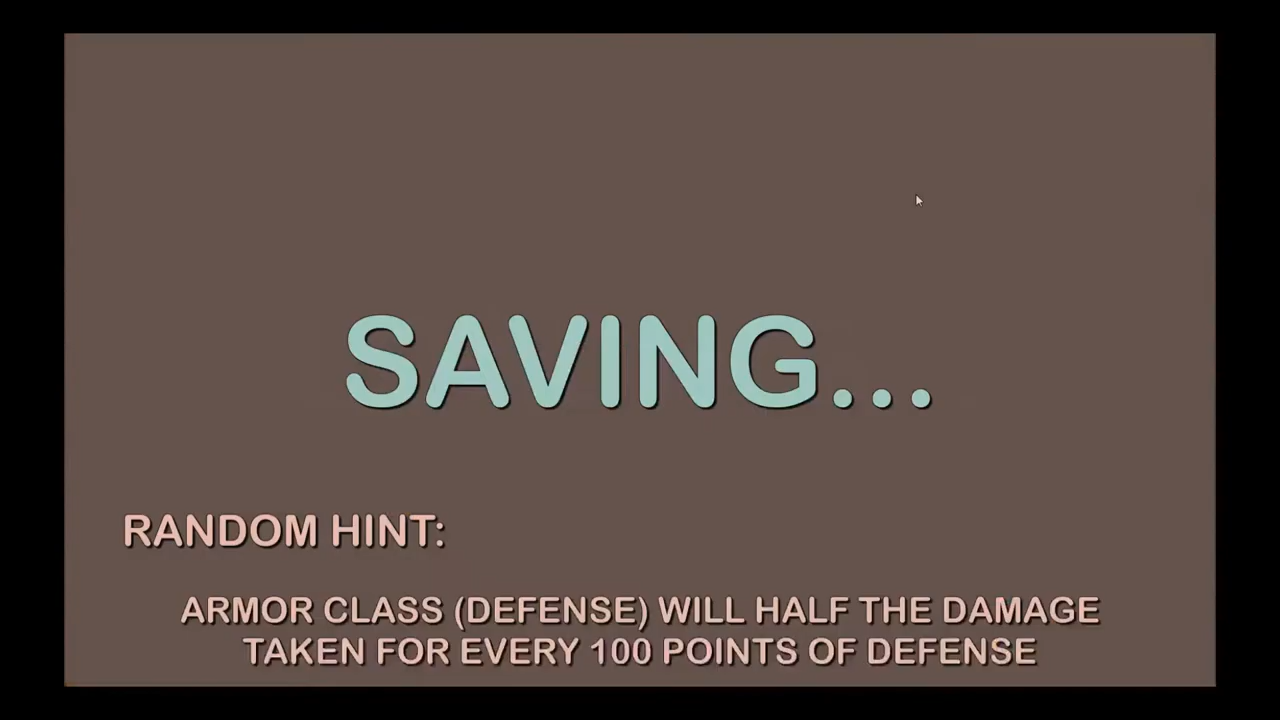 SAVING...
RANDOM HINT:
ARMOR CLASS (DEFENSE) WILL HALF THE DAMAGE
TAKEN FOR EVERY 100 POINTS OF DEFENSE